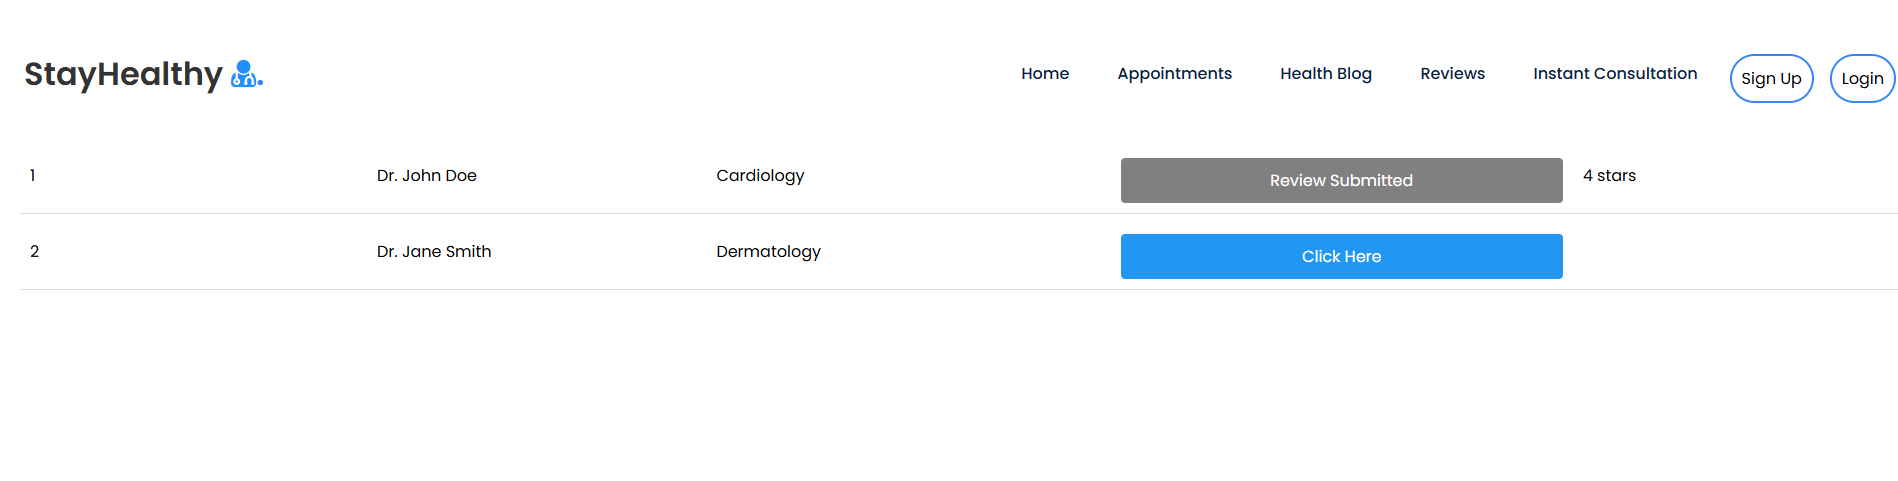 StayHealthy
Home Appointments Health Blog Reviews Instant Consultation Sign Up Login
1 Dr. John Doe Cardiology Review Submitted 4 stars
2 Dr. Jane Smith Dermatology Click Here